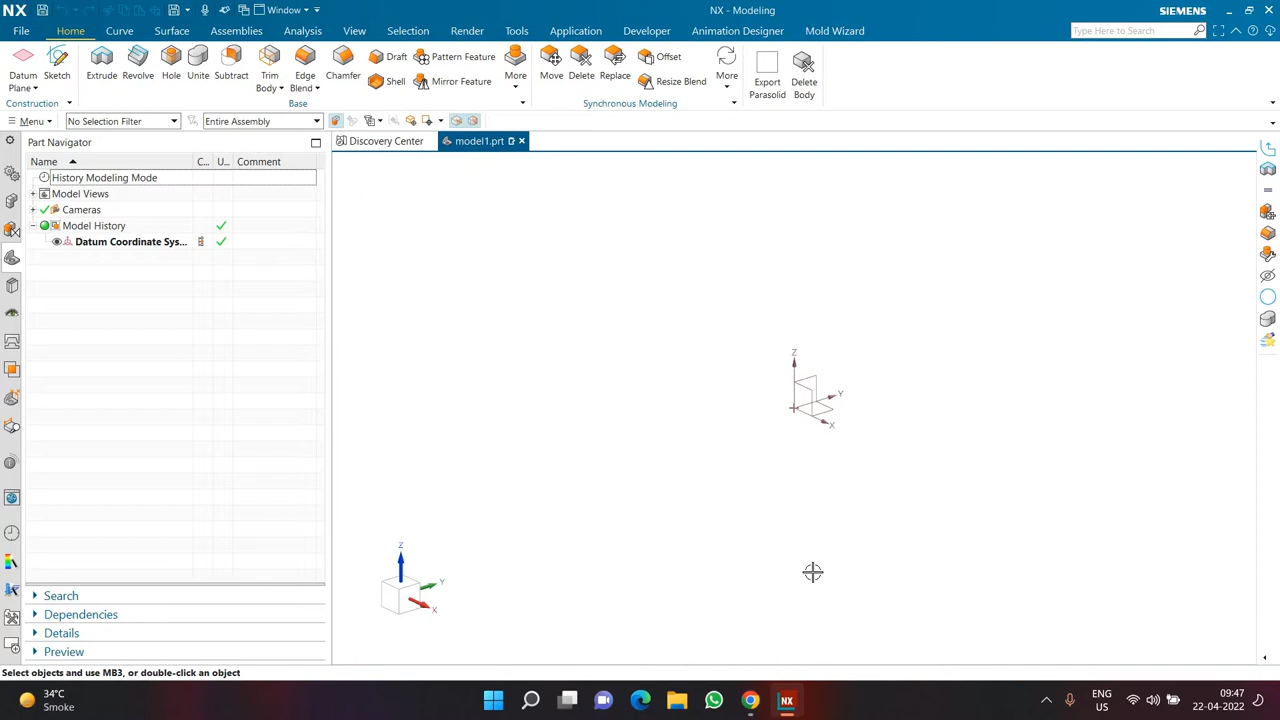 NX Window NX - Modeling SIEMENS
File Home Curve Surface Assemblies Analysis View Selection Render Tools Application Developer Animation Designer Mold Wizard Type Here to Search
Datum Plane Sketch Extrude Revolve Hole Unite Subtract Trim Body Edge Blend Chamfer Draft Shell Pattern Feature Mirror Feature More Move Delete Replace Offset Resize Blend More Export Parasolid Delete Body
Construction Base Synchronous Modeling
Menu No Selection Filter Entire Assembly
Part Navigator Discovery Center model1.prt
Name C... U... Comment
History Modeling Mode
Model Views
Cameras
Model History
Datum Coordinate Sys...
Z
Y
X
Z
Y
X
Search
Dependencies
Details
Preview
Select objects and use MB3, or double-click an object
34°C
Smoke
NX
ENG
US
09:47
22-04-2022